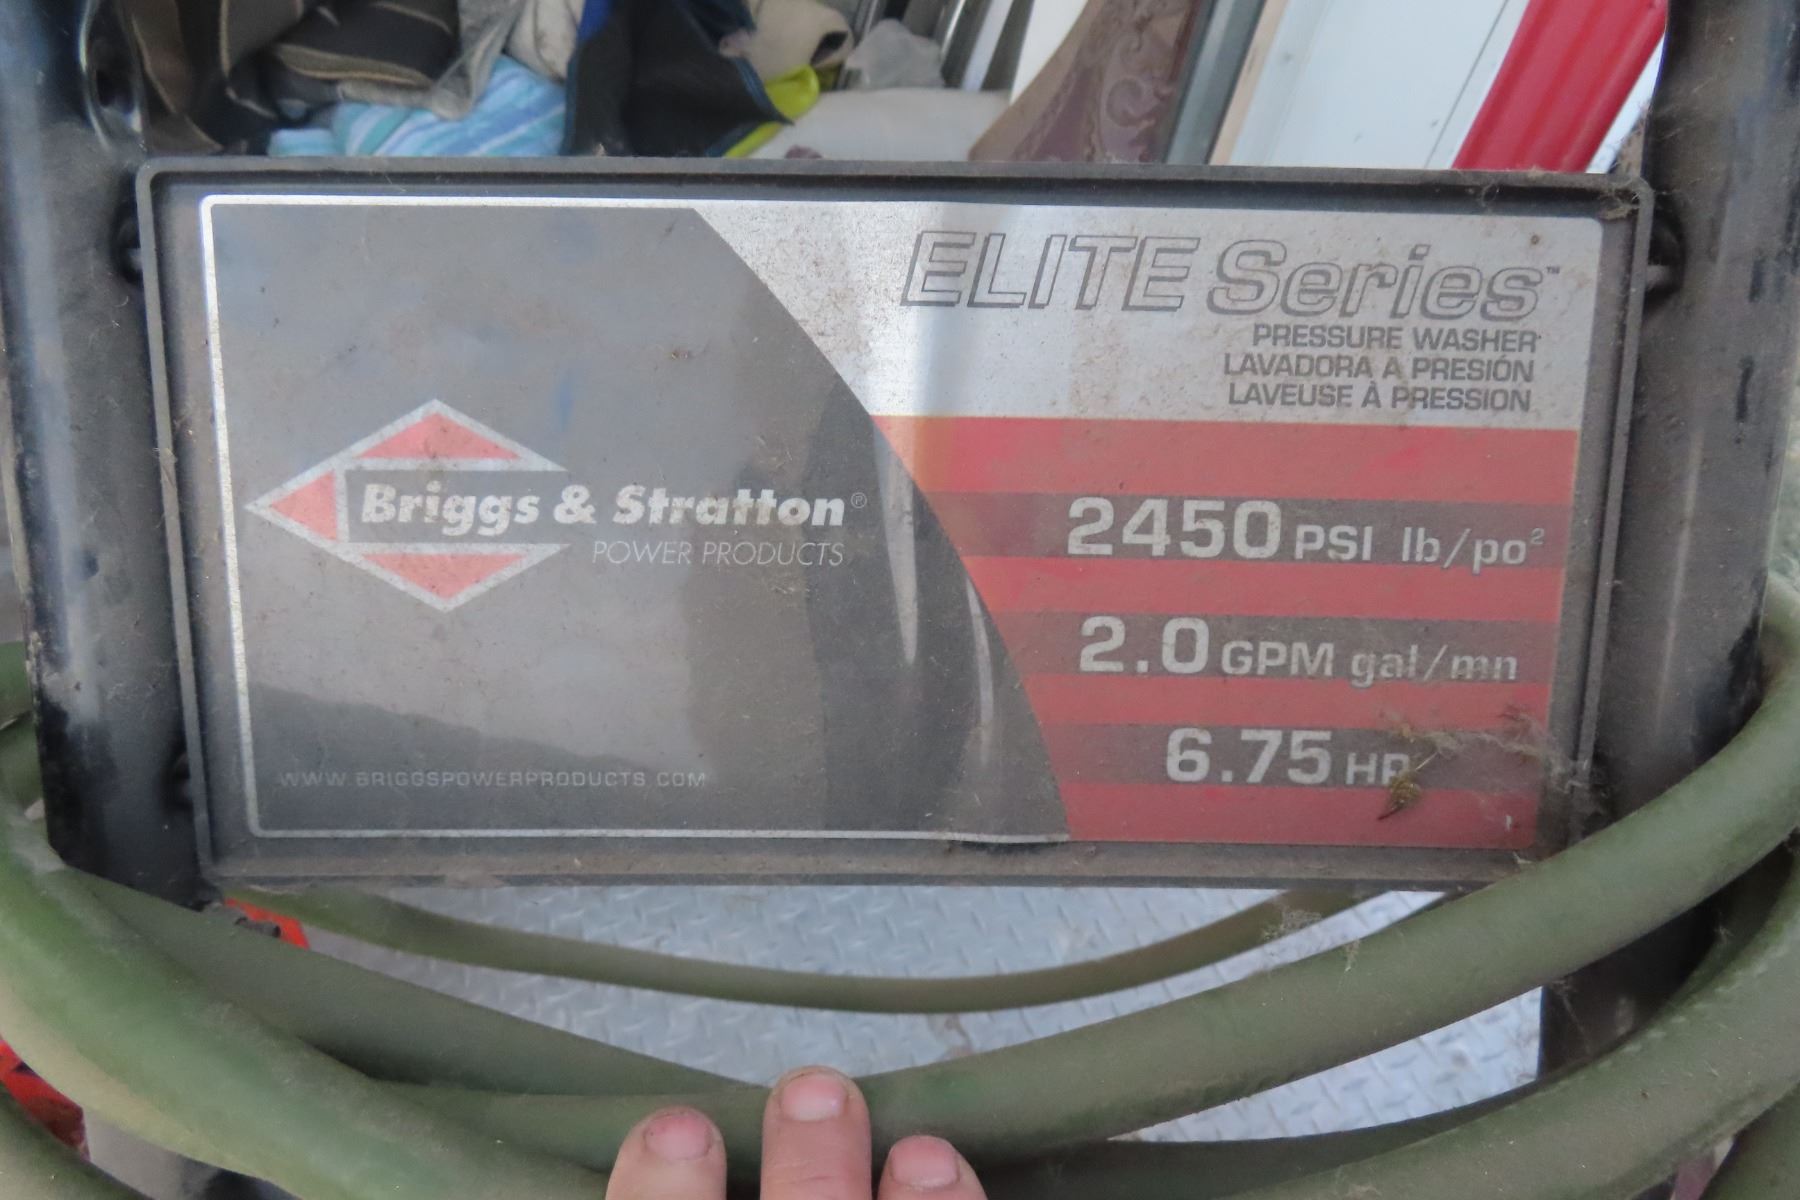 ELITE Series™
PRESSURE WASHER
LAVADORA A PRESIÓN
LAVEUSE À PRESSION
Briggs & Stratton®
POWER PRODUCTS
2450 PSI lb/po²
2.0 GPM gal/mn
6.75 HP
WWW.BRIGGSPOWERPRODUCTS.COM